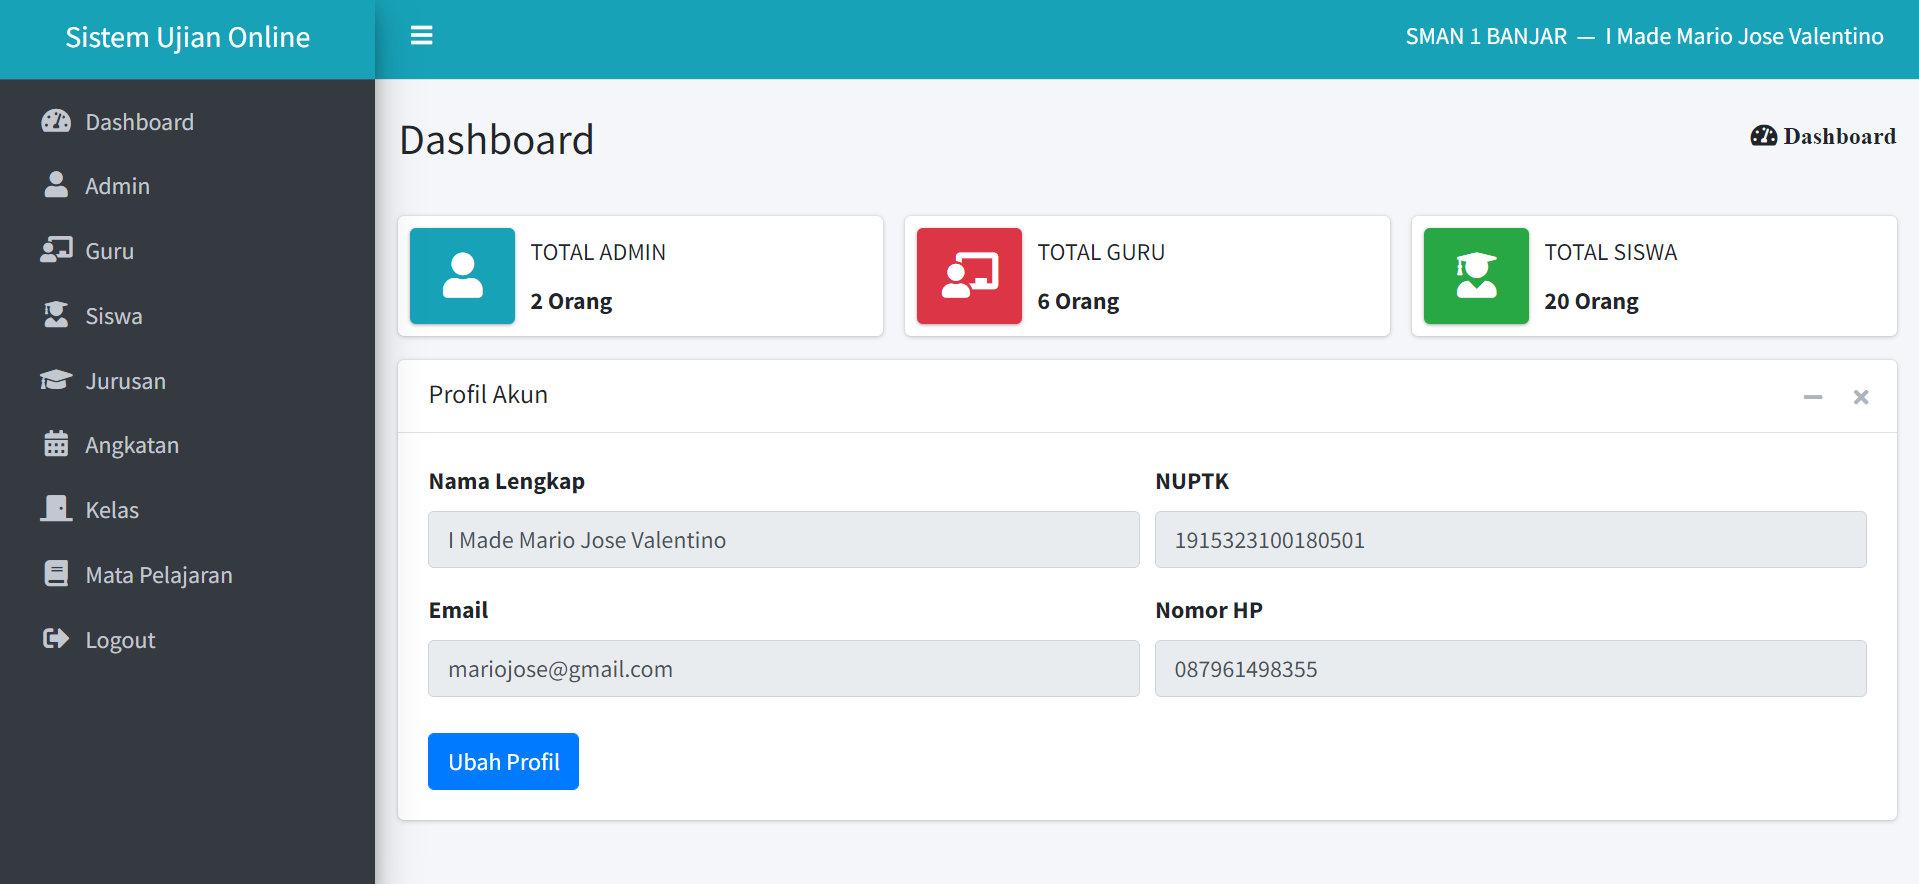 Sistem Ujian Online
SMAN 1 BANJAR — I Made Mario Jose Valentino
Dashboard
Admin
Guru
Siswa
Jurusan
Angkatan
Kelas
Mata Pelajaran
Logout
Dashboard
Dashboard
TOTAL ADMIN
2 Orang
TOTAL GURU
6 Orang
TOTAL SISWA
20 Orang
Profil Akun
Nama Lengkap
I Made Mario Jose Valentino
NUPTK
1915323100180501
Email
mariojose@gmail.com
Nomor HP
087961498355
Ubah Profil